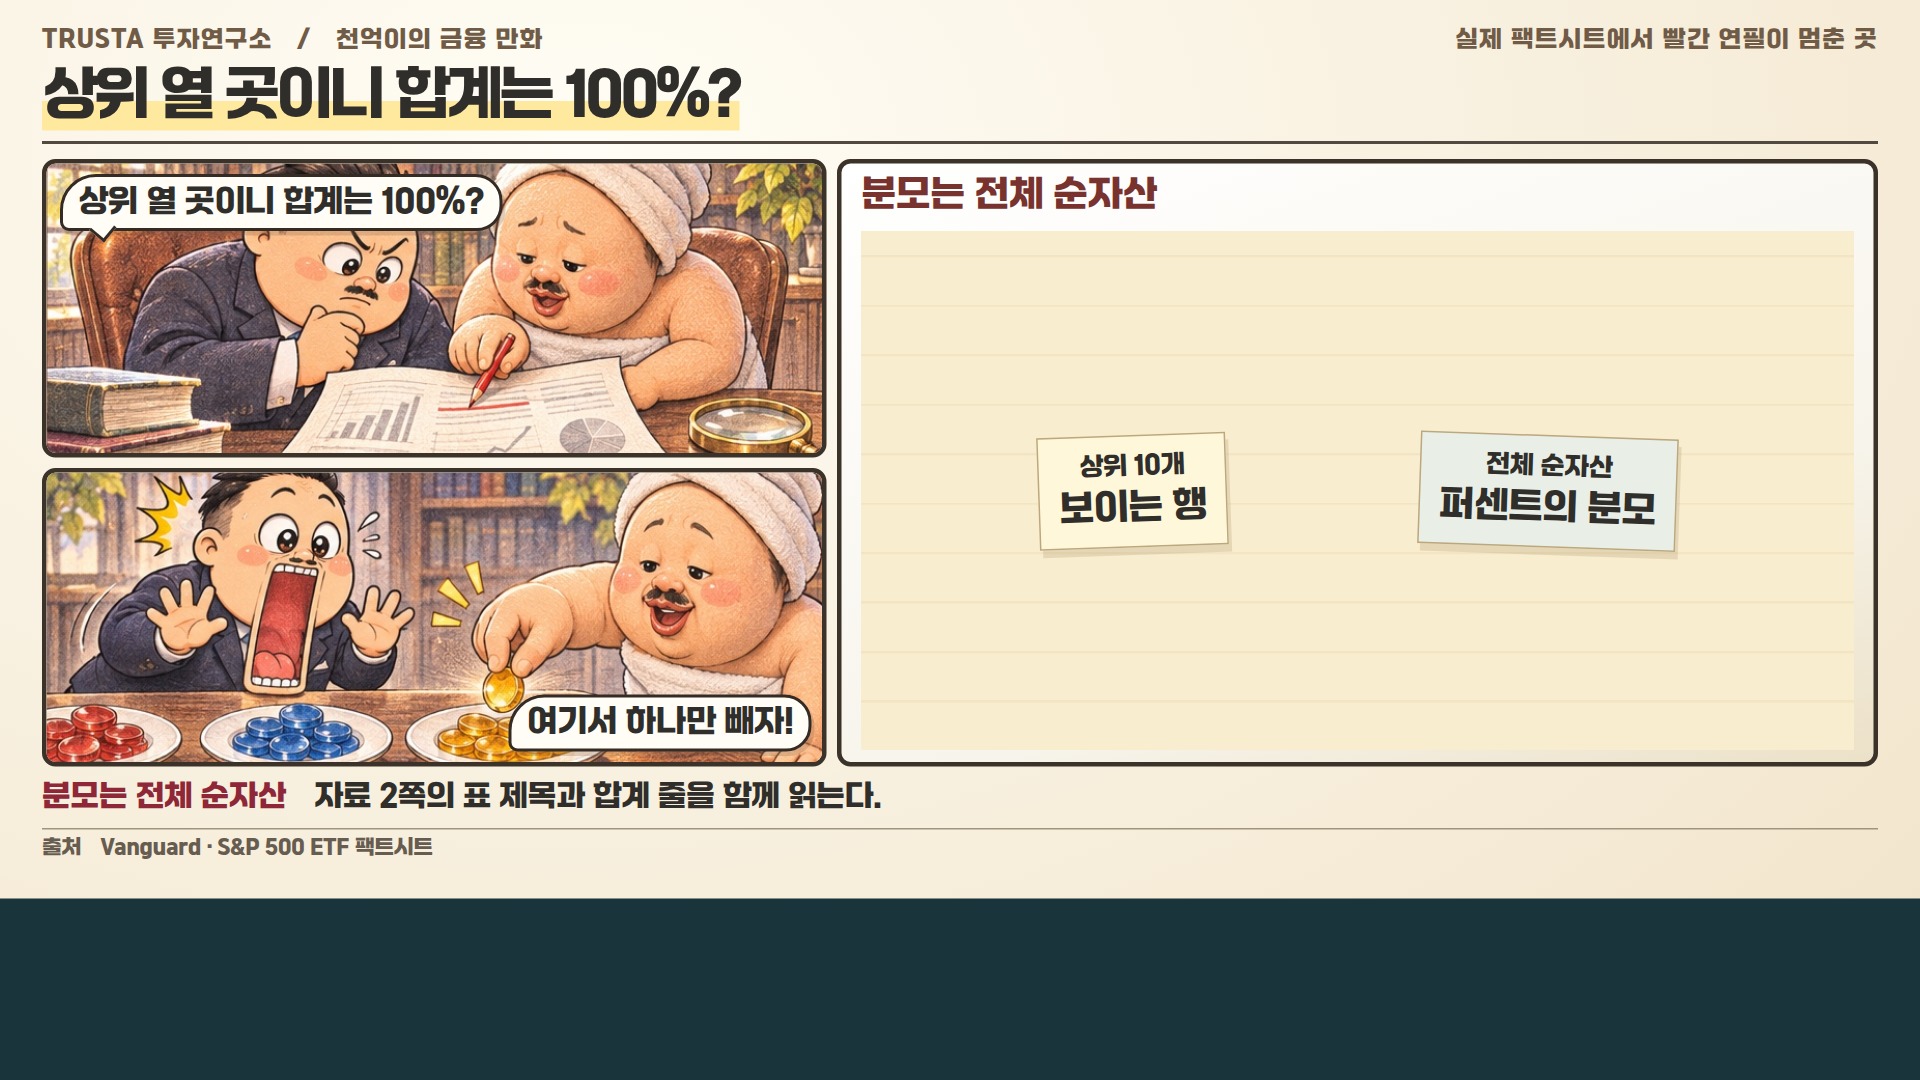 TRUSTA 투자연구소 / 천억이의 금융 만화
실제 팩트시트에서 빨간 연필이 멈춘 곳
상위 열 곳이니 합계는 100%?
상위 열 곳이니 합계는 100%?
여기서 하나만 빼자!
분모는 전체 순자산
상위 10개
보이는 행
전체 순자산
퍼센트의 분모
분모는 전체 순자산 자료 2쪽의 표 제목과 합계 줄을 함께 읽는다.
출처 Vanguard · S&P 500 ETF 팩트시트